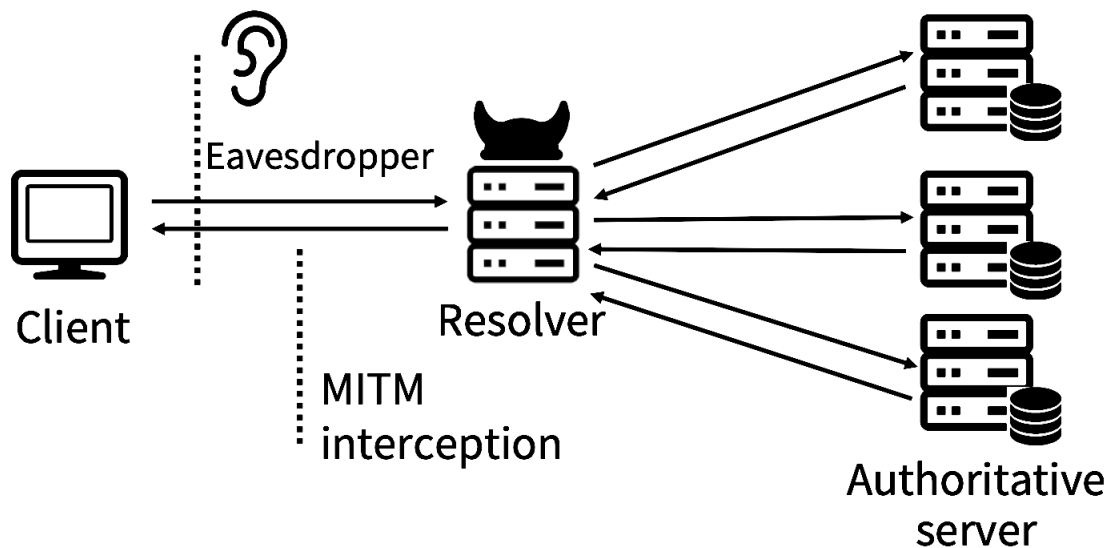 Eavesdropper
Client
Resolver
MITM
interception
Authoritative
server